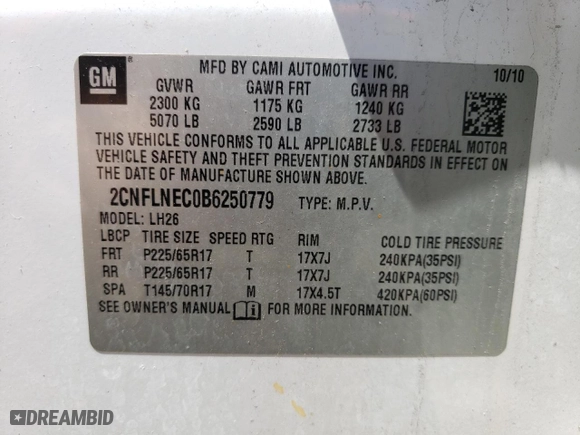 GM
MFD BY CAMI AUTOMOTIVE INC. 10/10
GVWR GAWR FRT GAWR RR
2300 KG 1175 KG 1240 KG
5070 LB 2590 LB 2733 LB
THIS VEHICLE CONFORMS TO ALL APPLICABLE U.S. FEDERAL MOTOR
VEHICLE SAFETY AND THEFT PREVENTION STANDARDS IN EFFECT ON
THE DATE OF MANUFACTURE SHOWN ABOVE.
2CNFLNEC0B6250779 TYPE: M.P.V.
MODEL: LH26
LBCP TIRE SIZE SPEED RTG RIM COLD TIRE PRESSURE
FRT P225/65R17 T 17X7J 240KPA(35PSI)
RR P225/65R17 T 17X7J 240KPA(35PSI)
SPA T145/70R17 M 17X4.5T 420KPA(60PSI)
SEE OWNER'S MANUAL FOR MORE INFORMATION.
DREAMBID